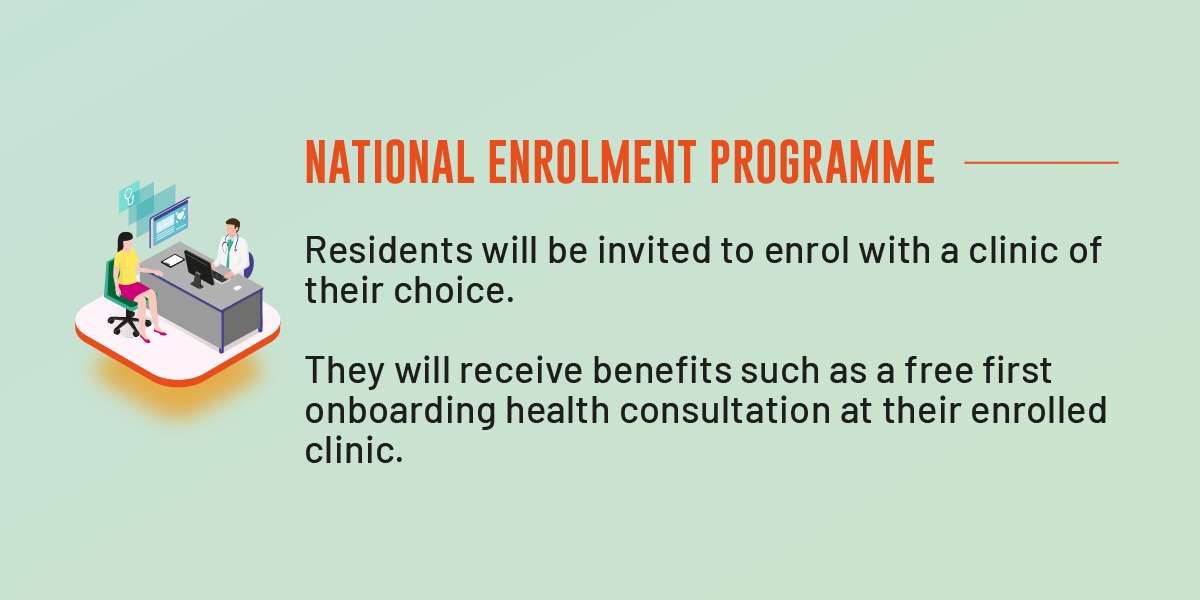 NATIONAL ENROLMENT PROGRAMME
Residents will be invited to enrol with a clinic of
their choice.
They will receive benefits such as a free first
onboarding health consultation at their enrolled
clinic.